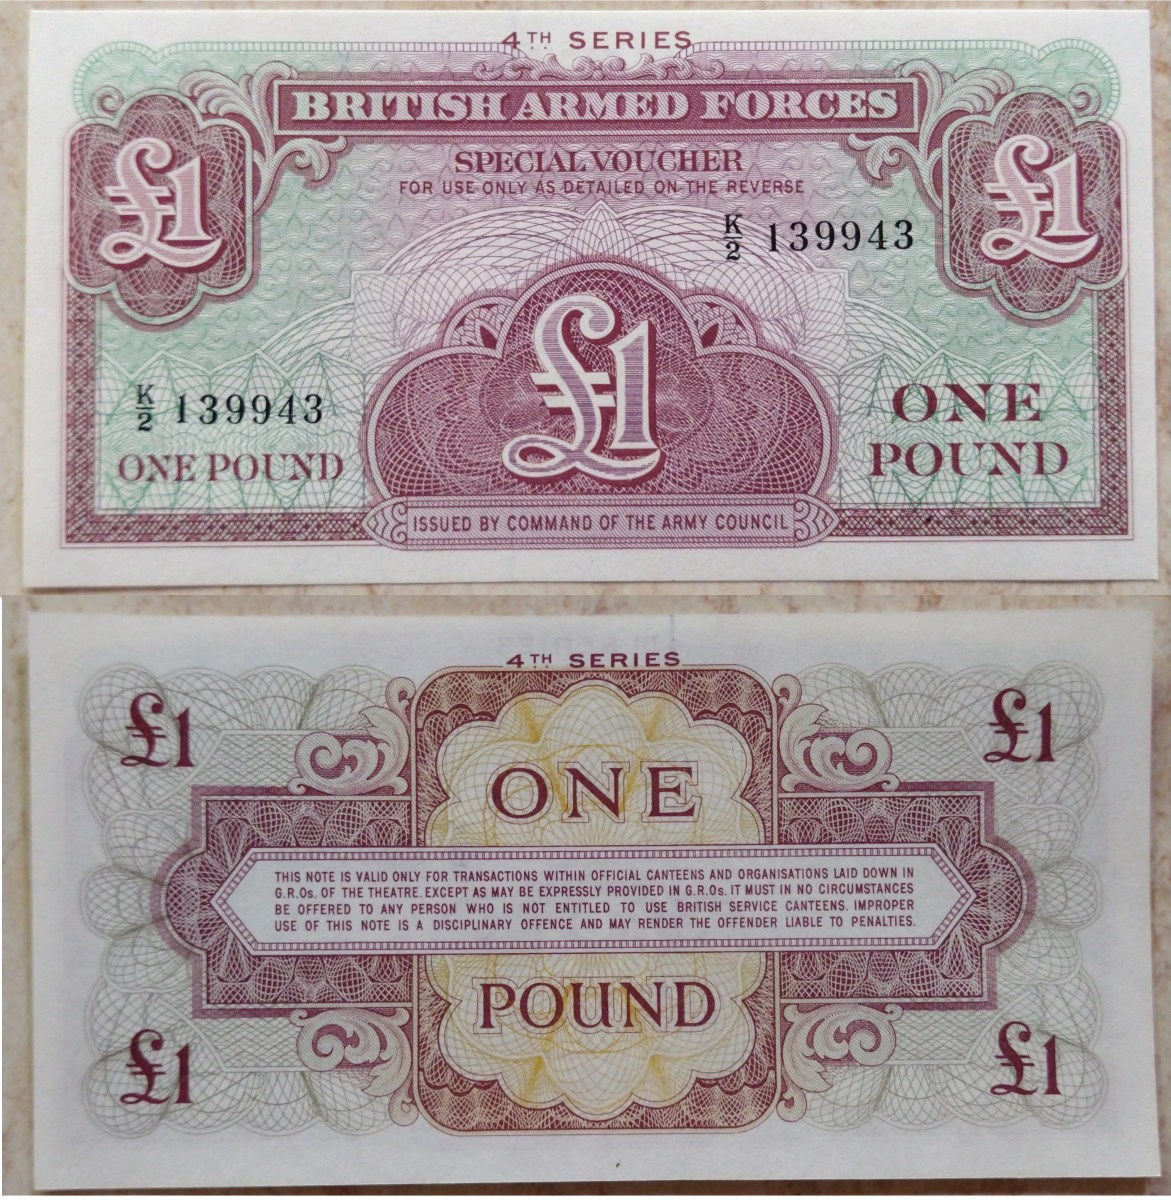 4TH SERIES
BRITISH ARMED FORCES
£1
£1
SPECIAL VOUCHER
FOR USE ONLY AS DETAILED ON THE REVERSE
K/2 139943
£1
K/2 139943
ONE POUND
ONE
POUND
ISSUED BY COMMAND OF THE ARMY COUNCIL
4TH SERIES
£1
£1
ONE
THIS NOTE IS VALID ONLY FOR TRANSACTIONS WITHIN OFFICIAL CANTEENS AND ORGANISATIONS LAID DOWN IN
G.R.Os. OF THE THEATRE. EXCEPT AS MAY BE EXPRESSLY PROVIDED IN G.R.Os. IT MUST IN NO CIRCUMSTANCES
BE OFFERED TO ANY PERSON WHO IS NOT ENTITLED TO USE BRITISH SERVICE CANTEENS. IMPROPER
USE OF THIS NOTE IS A DISCIPLINARY OFFENCE AND MAY RENDER THE OFFENDER LIABLE TO PENALTIES.
POUND
£1
£1